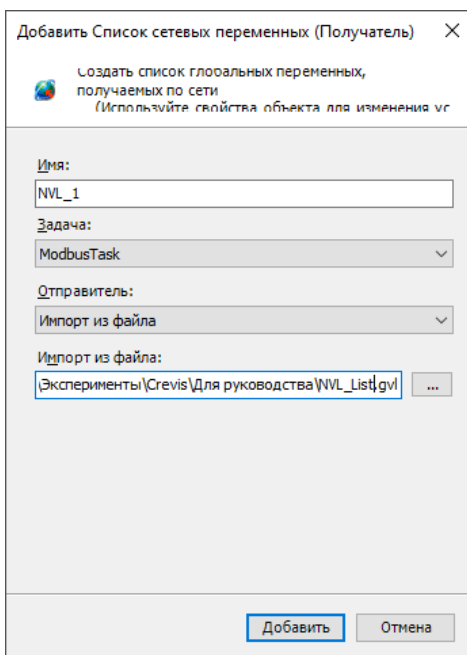 Добавить Список сетевых переменных (Получатель)
Создать список глобальных переменных,
получаемых по сети
(Используйте свойства объекта для изменения ус
Имя:
NVL_1
Задача:
ModbusTask
Отправитель:
Импорт из файла
Импорт из файла:
\Эксперименты\Crevis\Для руководства\NVL_List.gvl
...
Добавить
Отмена